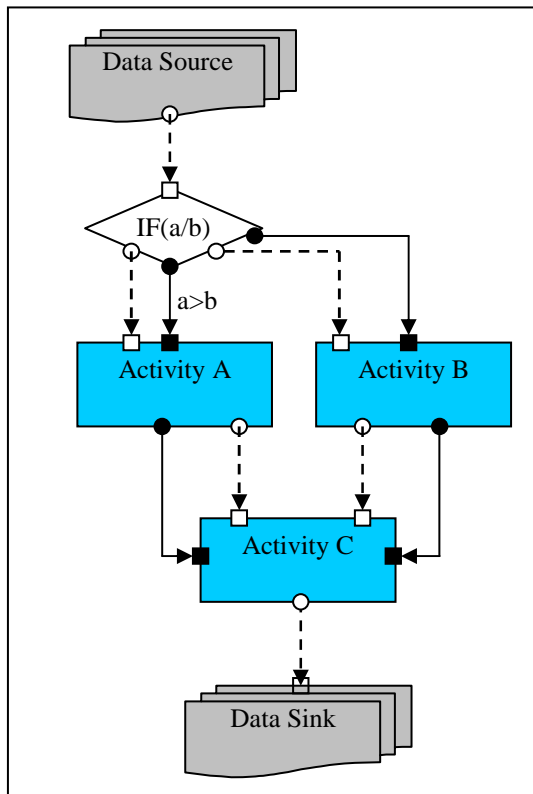 Data Source
IF(a/b)
a>b
Activity A
Activity B
Activity C
Data Sink